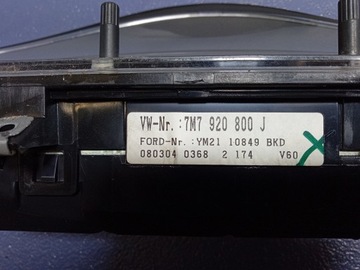 VW-Nr.:7M7 920 800 J
FORD-Nr.:YM21 10849 BKD
080304 0368 2 174 V60